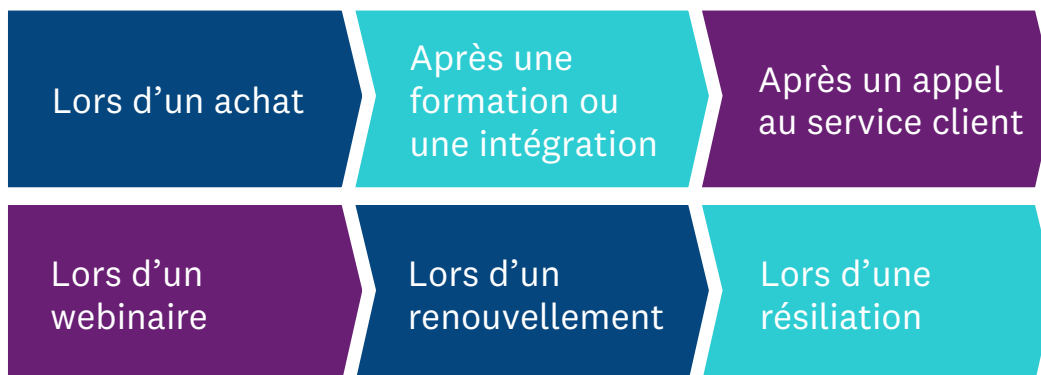 Lors d’un achat
Après une
formation ou
une intégration
Après un appel
au service client
Lors d’un
webinaire
Lors d’un
renouvellement
Lors d’une
résiliation